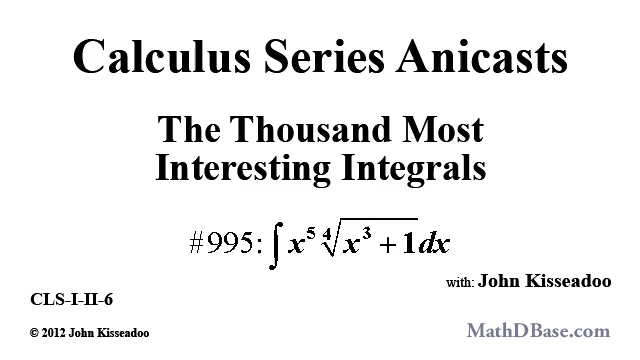 Calculus Series Anicasts
The Thousand Most
Interesting Integrals
#995: ∫ x⁵ ∜(x³ + 1) dx
with: John Kisseadoo
CLS-I-II-6
© 2012 John Kisseadoo
MathDBase.com